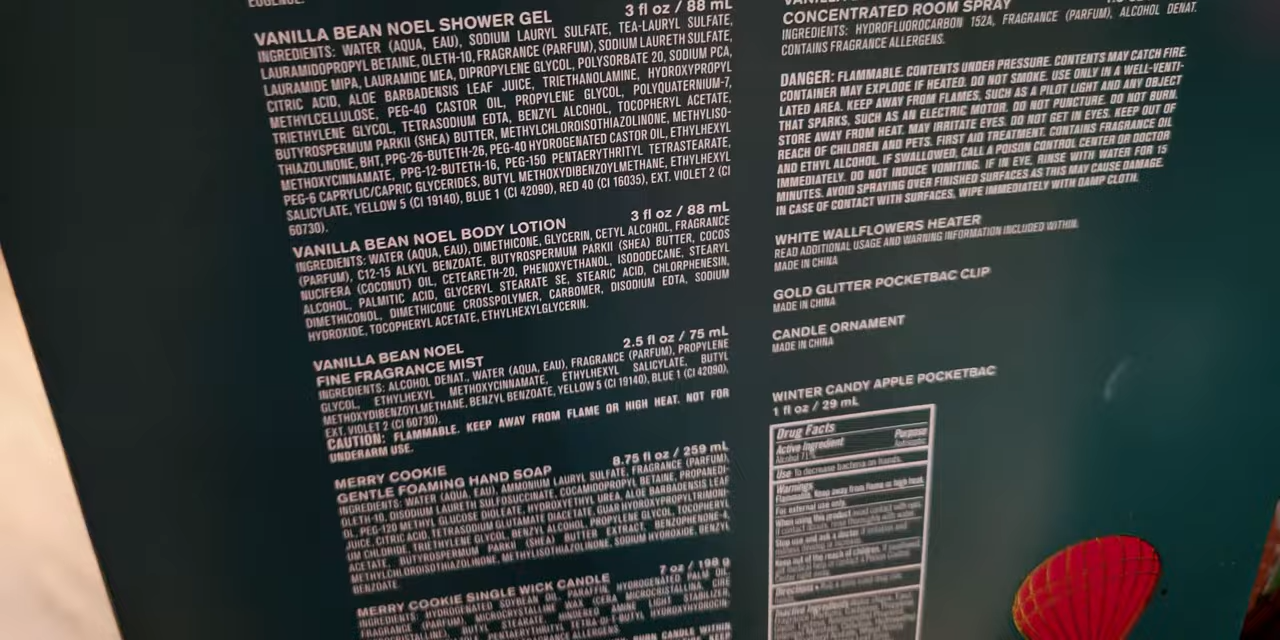 EUGENOL.
VANILLA BEAN NOEL SHOWER GEL 3 fl oz / 88 mL
INGREDIENTS: WATER (AQUA, EAU), SODIUM LAURYL SULFATE, TEA-LAURYL SULFATE,
LAURAMIDOPROPYL BETAINE, OLETH-10, FRAGRANCE (PARFUM), SODIUM LAURETH SULFATE,
LAURAMIDE MIPA, LAURAMIDE MEA, DIPROPYLENE GLYCOL, POLYSORBATE 20, SODIUM PCA,
CITRIC ACID, ALOE BARBADENSIS LEAF JUICE, TRIETHANOLAMINE, HYDROXYPROPYL
METHYLCELLULOSE, PEG-40 CASTOR OIL, PROPYLENE GLYCOL, POLYQUATERNIUM-7,
TRIETHYLENE GLYCOL, TETRASODIUM EDTA, BENZYL ALCOHOL, TOCOPHERYL ACETATE,
BUTYROSPERMUM PARKII (SHEA) BUTTER, METHYLCHLOROISOTHIAZOLINONE, METHYLISO-
THIAZOLINONE, BHT, PPG-26-BUTETH-26, PEG-40 HYDROGENATED CASTOR OIL, ETHYLHEXYL
METHOXYCINNAMATE, PPG-12-BUTETH-16, PEG-150 PENTAERYTHRITYL TETRASTEARATE,
PEG-6 CAPRYLIC/CAPRIC GLYCERIDES, BUTYL METHOXYDIBENZOYLMETHANE, ETHYLHEXYL
SALICYLATE, YELLOW 5 (CI 19140), BLUE 1 (CI 42090), RED 40 (CI 16035), EXT. VIOLET 2 (CI
60730).
VANILLA BEAN NOEL BODY LOTION 3 fl oz / 88 mL
INGREDIENTS: WATER (AQUA, EAU), DIMETHICONE, GLYCERIN, CETYL ALCOHOL, FRAGRANCE
(PARFUM), C12-15 ALKYL BENZOATE, BUTYROSPERMUM PARKII (SHEA) BUTTER, COCOS
NUCIFERA (COCONUT) OIL, CETEARETH-20, PHENOXYETHANOL, ISODODECANE, STEARYL
ALCOHOL, PALMITIC ACID, GLYCERYL STEARATE SE, STEARIC ACID, CHLORPHENESIN,
DIMETHICONOL, DIMETHICONE CROSSPOLYMER, CARBOMER, DISODIUM EDTA, SODIUM
HYDROXIDE, TOCOPHERYL ACETATE, ETHYLHEXYLGLYCERIN.
VANILLA BEAN NOEL
FINE FRAGRANCE MIST 2.5 fl oz / 75 mL
INGREDIENTS: ALCOHOL DENAT., WATER (AQUA, EAU), FRAGRANCE (PARFUM), PROPYLENE
GLYCOL, ETHYLHEXYL METHOXYCINNAMATE, ETHYLHEXYL SALICYLATE, BUTYL
METHOXYDIBENZOYLMETHANE, BENZYL BENZOATE, YELLOW 5 (CI 19140), BLUE 1 (CI 42090),
EXT. VIOLET 2 (CI 60730).
CAUTION: FLAMMABLE. KEEP AWAY FROM FLAME OR HIGH HEAT. NOT FOR
UNDERARM USE.
MERRY COOKIE
GENTLE FOAMING HAND SOAP 8.75 fl oz / 259 mL
INGREDIENTS: WATER (AQUA, EAU), AMMONIUM LAURYL SULFATE, FRAGRANCE (PARFUM),
OLETH-10, DISODIUM LAURETH SULFOSUCCINATE, COCAMIDOPROPYL BETAINE, PROPANEDI-
OL, PEG-120 METHYL GLUCOSE DIOLEATE, HYDROXYETHYL UREA, ALOE BARBADENSIS LEAF
JUICE, CITRIC ACID, TETRASODIUM GLUTAMATE DIACETATE, GUAR HYDROXYPROPYLTRIMONI-
UM CHLORIDE, TRIETHYLENE GLYCOL, BENZYL ALCOHOL, PROPYLENE GLYCOL, TOCOPHERYL
ACETATE, BUTYROSPERMUM PARKII (SHEA) BUTTER EXTRACT, BENZOPHENONE-4,
METHYLCHLOROISOTHIAZOLINONE, METHYLISOTHIAZOLINONE, SODIUM HYDROXIDE, BENZYL
BENZOATE.
MERRY COOKIE SINGLE WICK CANDLE 7 oz / 198 g
INGREDIENTS: HYDROGENATED SOYBEAN OIL, PARAFFIN, HYDROGENATED PALM OIL,
FRAGRANCE (PARFUM), MICROCRYSTALLINE WAX
BURN CANDLE WITHIN
CONCENTRATED ROOM SPRAY
INGREDIENTS: HYDROFLUOROCARBON 152A, FRAGRANCE (PARFUM), ALCOHOL DENAT.
CONTAINS FRAGRANCE ALLERGENS.
DANGER: FLAMMABLE. CONTENTS UNDER PRESSURE. CONTENTS MAY CATCH FIRE.
CONTAINER MAY EXPLODE IF HEATED. DO NOT SMOKE. USE ONLY IN A WELL-VENTI-
LATED AREA. KEEP AWAY FROM FLAMES, SUCH AS A PILOT LIGHT AND ANY OBJECT
THAT SPARKS, SUCH AS AN ELECTRIC MOTOR. DO NOT PUNCTURE. DO NOT BURN.
STORE AWAY FROM HEAT. MAY IRRITATE EYES. DO NOT GET IN EYES. KEEP OUT OF
REACH OF CHILDREN AND PETS. FIRST AID TREATMENT. CONTAINS FRAGRANCE OIL
AND ETHYL ALCOHOL. IF SWALLOWED, CALL A POISON CONTROL CENTER OR DOCTOR
IMMEDIATELY. DO NOT INDUCE VOMITING. IF IN EYE, RINSE WITH WATER FOR 15
MINUTES. AVOID SPRAYING OVER FINISHED SURFACES AS THIS MAY CAUSE DAMAGE.
IN CASE OF CONTACT WITH SURFACES, WIPE IMMEDIATELY WITH DAMP CLOTH.
WHITE WALLFLOWERS HEATER
READ ADDITIONAL USAGE AND WARNING INFORMATION INCLUDED WITHIN.
MADE IN CHINA
GOLD GLITTER POCKETBAC CLIP
MADE IN CHINA
CANDLE ORNAMENT
MADE IN CHINA
WINTER CANDY APPLE POCKETBAC
1 fl oz / 29 mL
Drug Facts
Active Ingredient Purpose
Use To decrease bacteria on hands.
Warnings
Flammable. Keep away from flame or high heat.
For external use only.